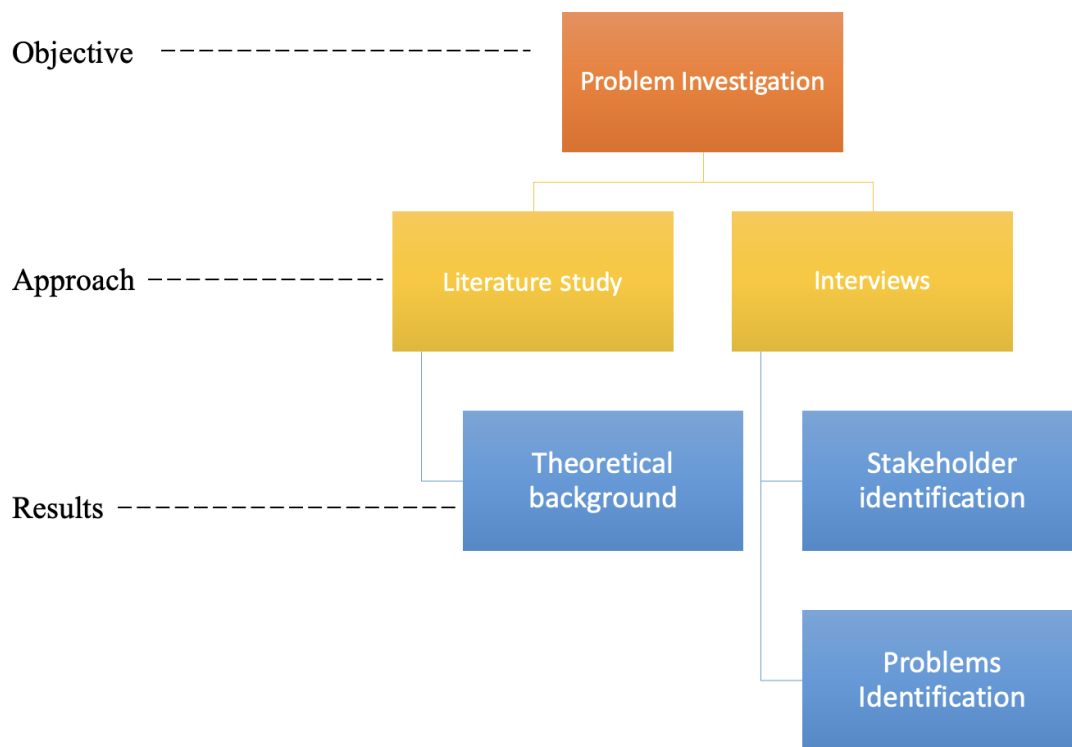 Objective
Problem Investigation
Approach
Literature study
Interviews
Results
Theoretical
background
Stakeholder
identification
Problems
Identification